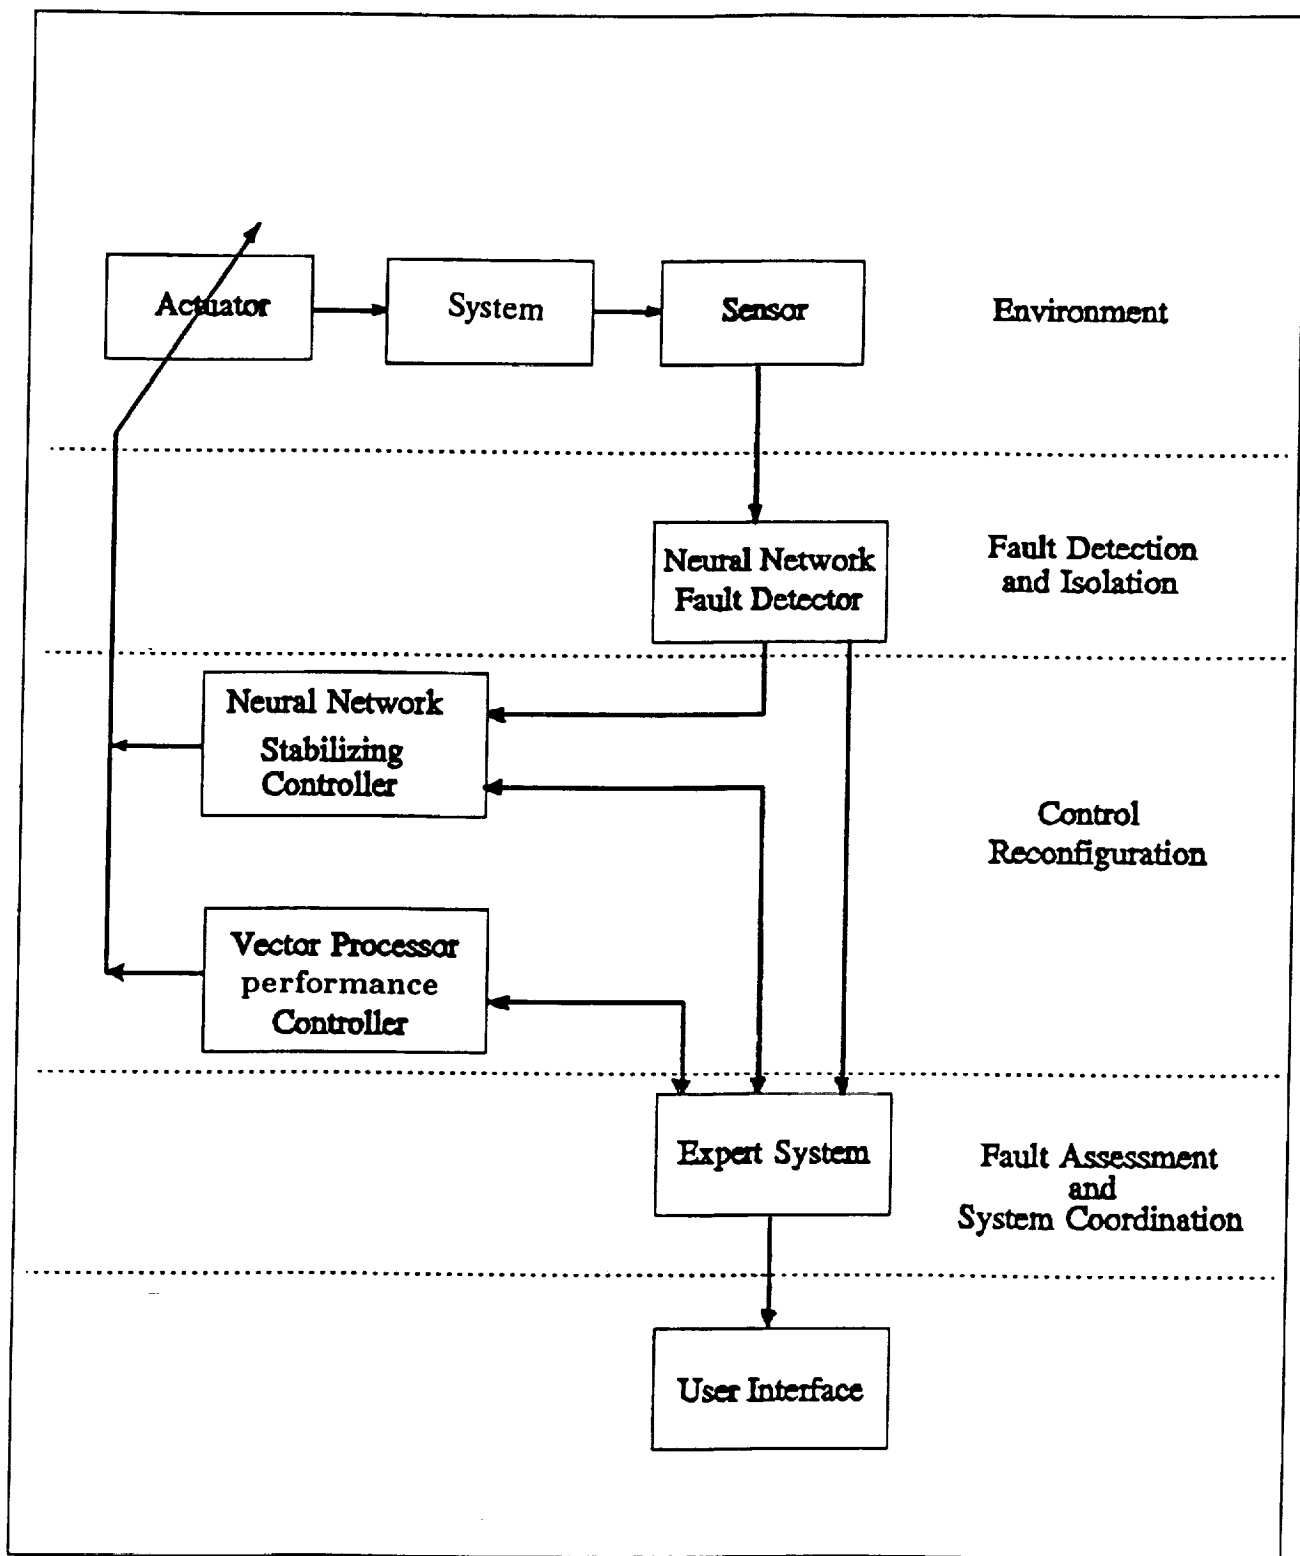 Actuator
System
Sensor
Environment
Neural Network
Fault Detector
Fault Detection
and Isolation
Neural Network
Stabilizing
Controller
Control
Reconfiguration
Vector Processor
performance
Controller
Expert System
Fault Assessment
and
System Coordination
User Interface